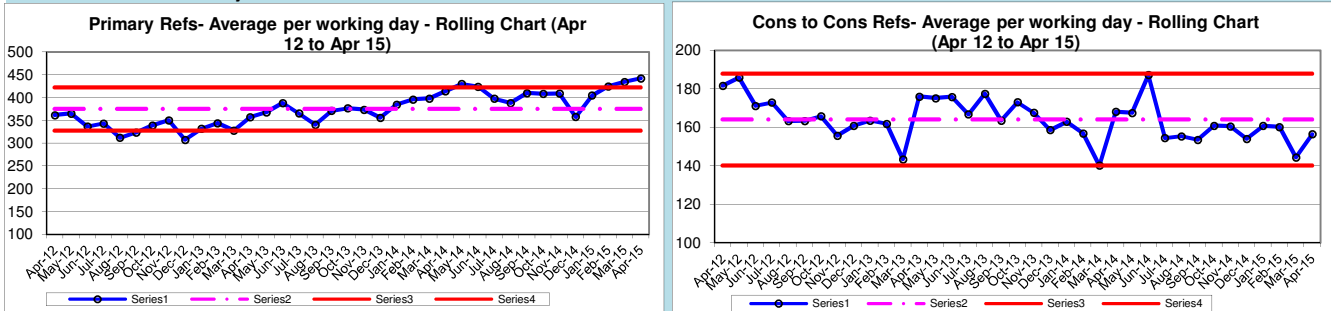 Primary Refs- Average per working day - Rolling Chart (Apr
12 to Apr 15)
500
450
400
350
300
250
200
150
100
Apr-12
May-12
Jun-12
Jul-12
Aug-12
Sep-12
Oct-12
Nov-12
Dec-12
Jan-13
Feb-13
Mar-13
Apr-13
May-13
Jun-13
Jul-13
Aug-13
Sep-13
Oct-13
Nov-13
Dec-13
Jan-14
Feb-14
Mar-14
Apr-14
May-14
Jun-14
Jul-14
Aug-14
Sep-14
Oct-14
Nov-14
Dec-14
Jan-15
Feb-15
Mar-15
Apr-15
Series1 Series2 Series3 Series4
Cons to Cons Refs- Average per working day - Rolling Chart
(Apr 12 to Apr 15)
200
180
160
140
120
100
Apr-12
May-12
Jun-12
Jul-12
Aug-12
Sep-12
Oct-12
Nov-12
Dec-12
Jan-13
Feb-13
Mar-13
Apr-13
May-13
Jun-13
Jul-13
Aug-13
Sep-13
Oct-13
Nov-13
Dec-13
Jan-14
Feb-14
Mar-14
Apr-14
May-14
Jun-14
Jul-14
Aug-14
Sep-14
Oct-14
Nov-14
Dec-14
Jan-15
Feb-15
Mar-15
Apr-15
Series1 Series2 Series3 Series4